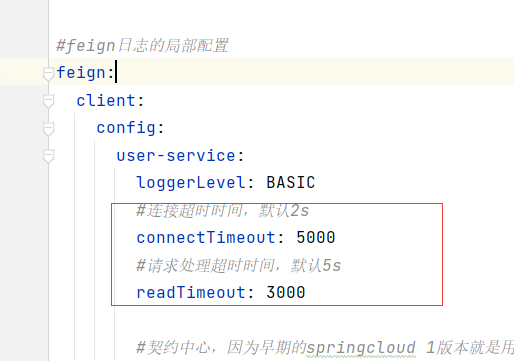 #feign日志的局部配置
feign:
client:
config:
user-service:
loggerLevel: BASIC
#连接超时时间，默认2s
connectTimeout: 5000
#请求处理超时时间，默认5s
readTimeout: 3000
#契约中心，因为早期的springcloud 1版本就是用